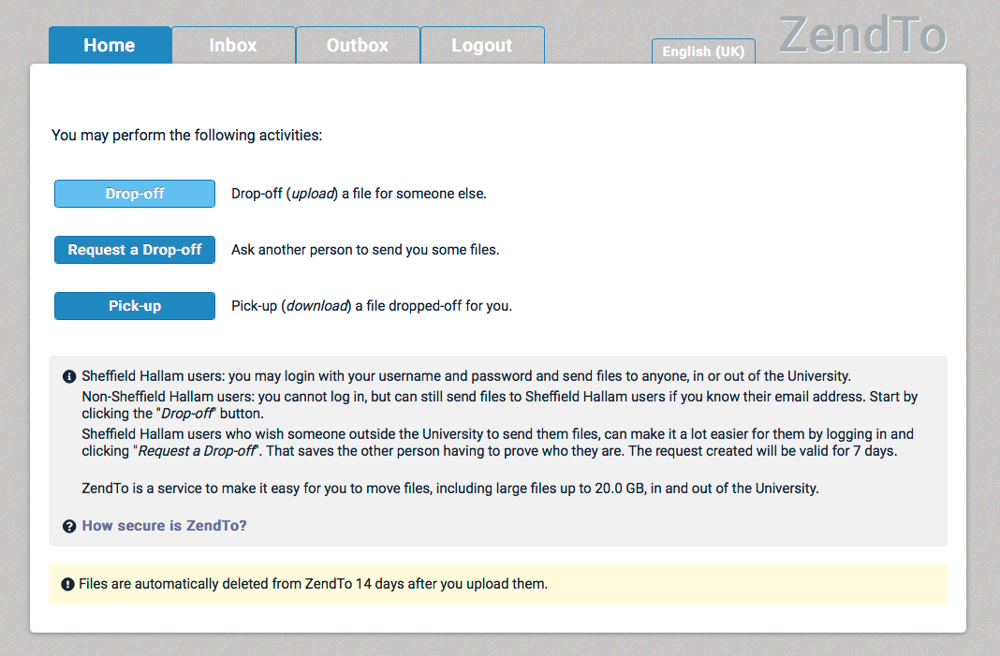 Home Inbox Outbox Logout English (UK) ZendTo
You may perform the following activities:
Drop-off Drop-off (upload) a file for someone else.
Request a Drop-off Ask another person to send you some files.
Pick-up Pick-up (download) a file dropped-off for you.
Sheffield Hallam users: you may login with your username and password and send files to anyone, in or out of the University.
Non-Sheffield Hallam users: you cannot log in, but can still send files to Sheffield Hallam users if you know their email address. Start by
clicking the "Drop-off" button.
Sheffield Hallam users who wish someone outside the University to send them files, can make it a lot easier for them by logging in and
clicking "Request a Drop-off". That saves the other person having to prove who they are. The request created will be valid for 7 days.
ZendTo is a service to make it easy for you to move files, including large files up to 20.0 GB, in and out of the University.
How secure is ZendTo?
Files are automatically deleted from ZendTo 14 days after you upload them.